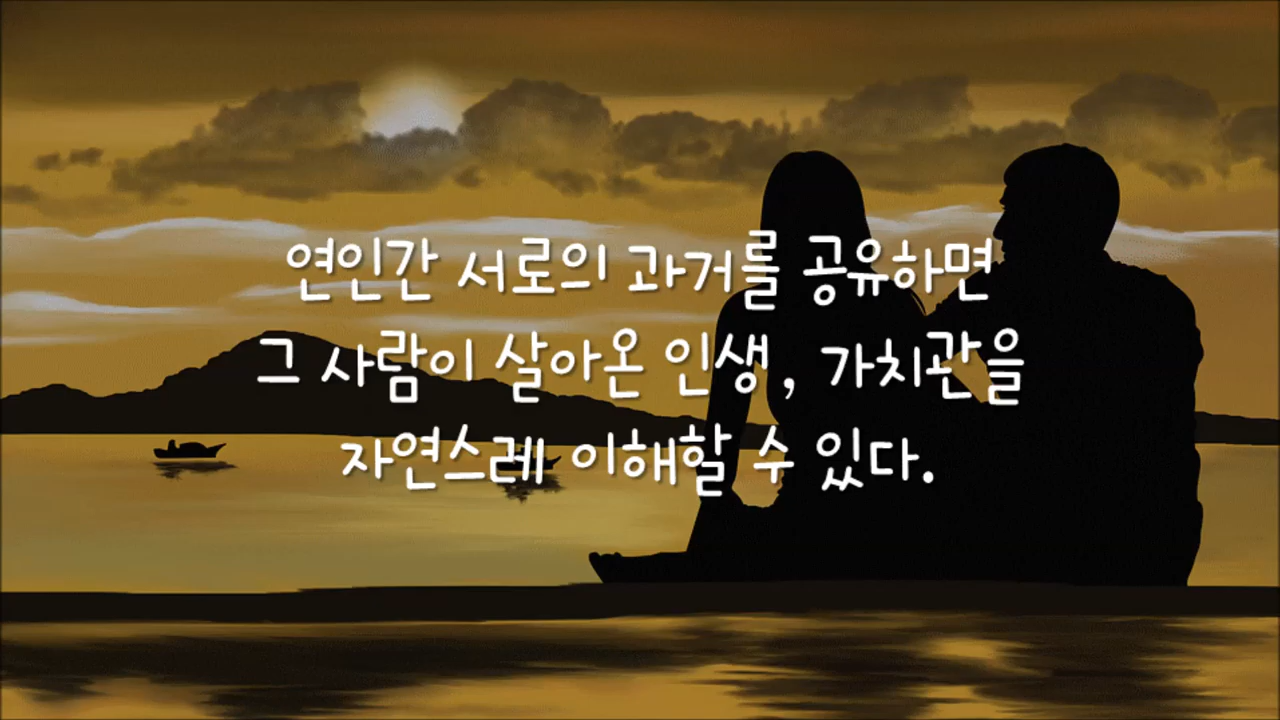 연인간 서로의 과거를 공유하면
그 사람이 살아온 인생, 가치관을
자연스레 이해할 수 있다.